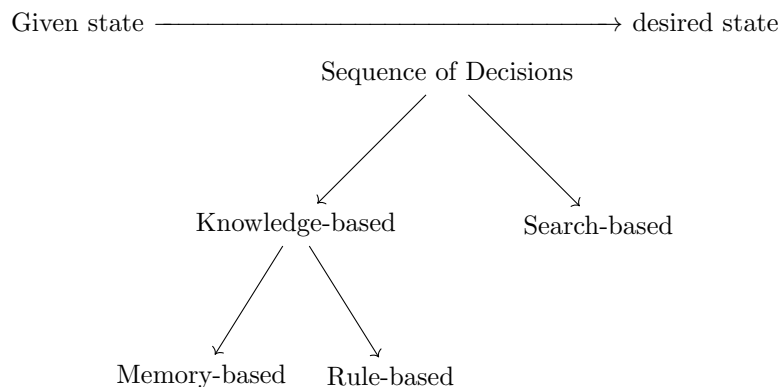 Given state desired state
Sequence of Decisions
Knowledge-based Search-based
Memory-based Rule-based